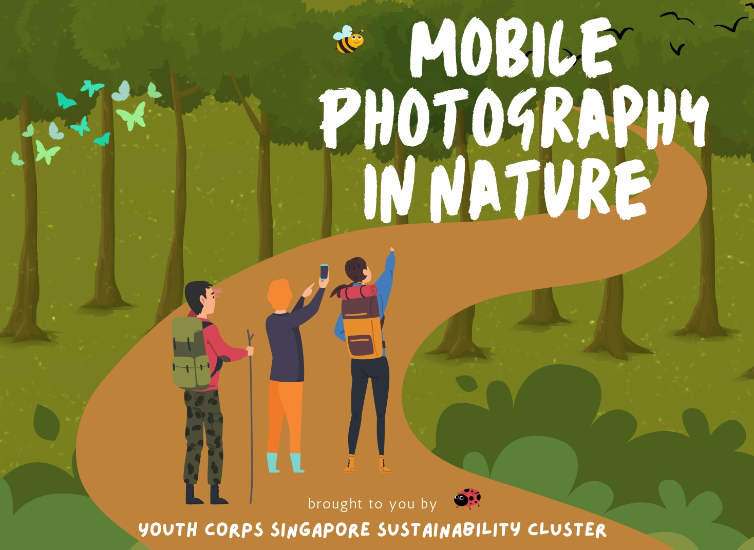 MOBILE
PHOTOGRAPHY
IN NATURE
brought to you by
YOUTH CORPS SINGAPORE SUSTAINABILITY CLUSTER